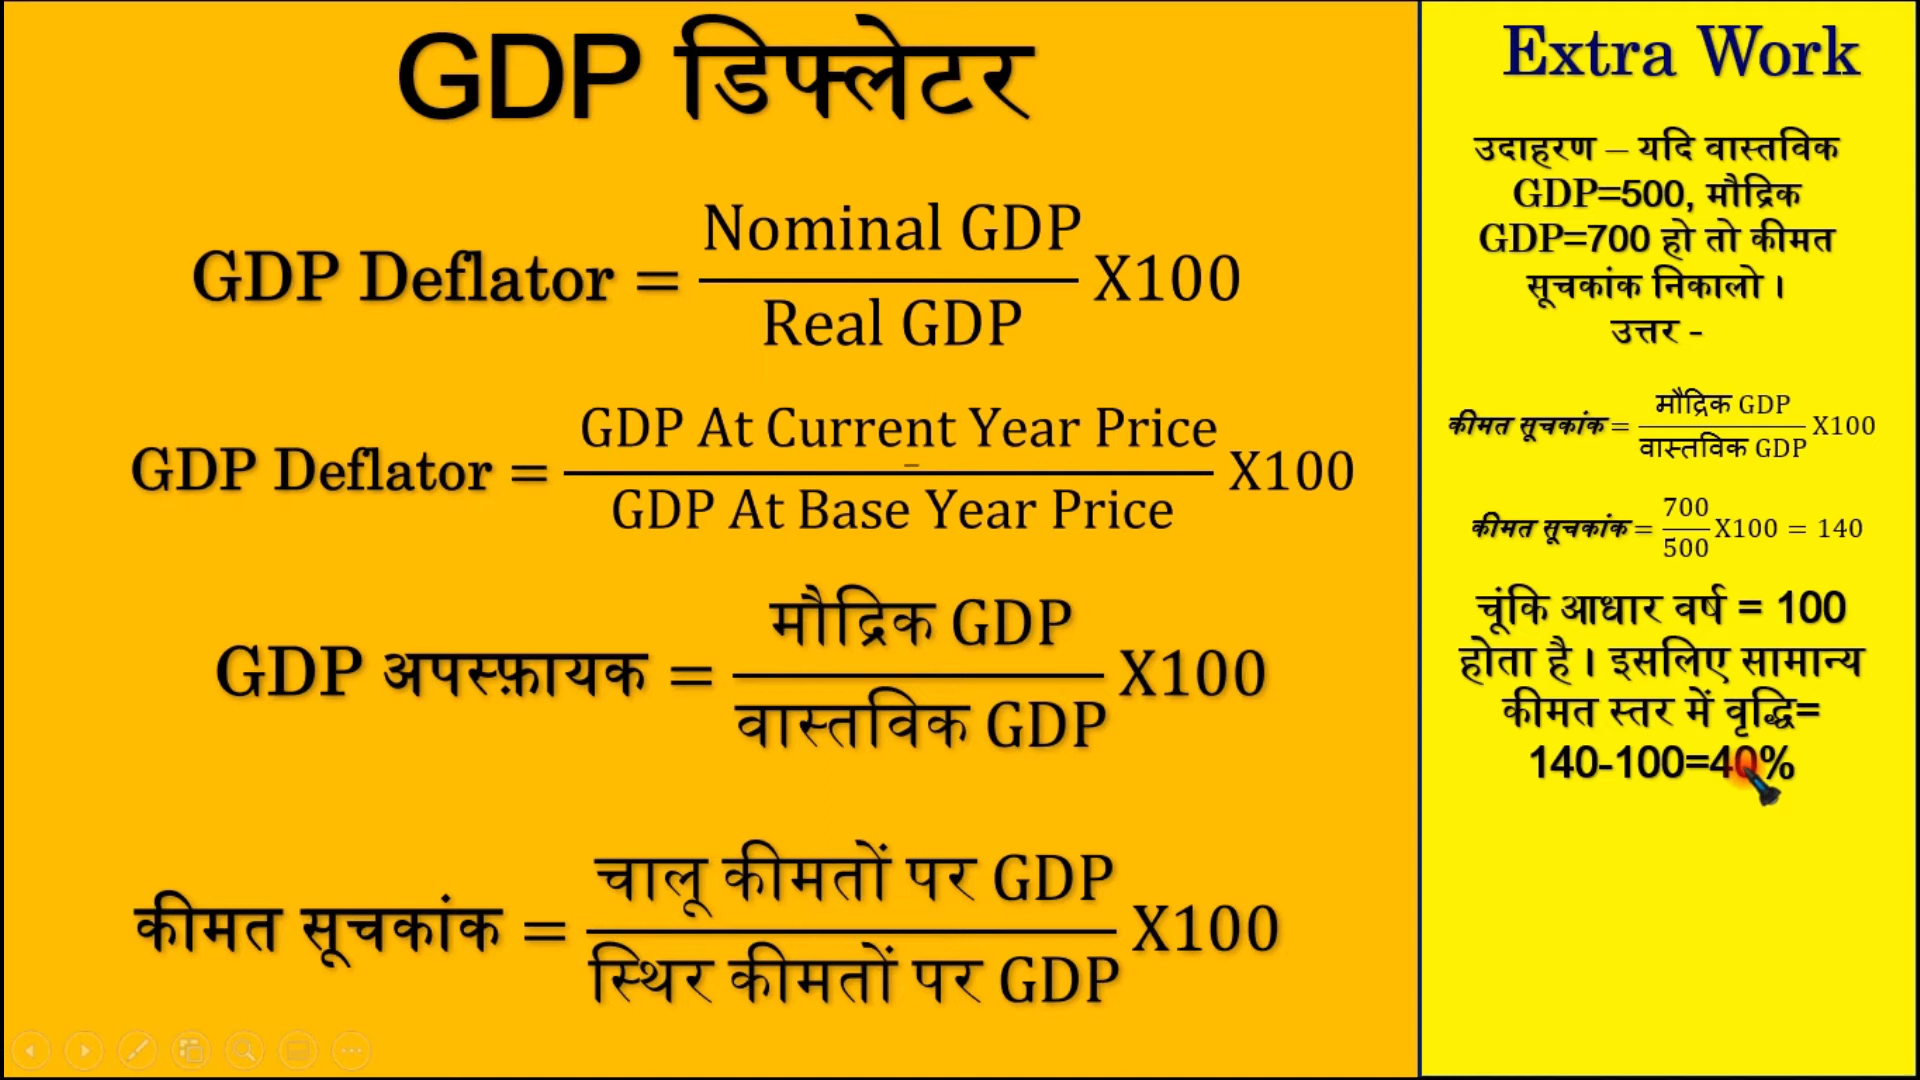 GDP डिफ्लेटर
GDP Deflator = Nominal GDP / Real GDP X100
GDP Deflator = GDP At Current Year Price / GDP At Base Year Price X100
GDP अपस्फ़ायक = मौद्रिक GDP / वास्तविक GDP X100
कीमत सूचकांक = चालू कीमतों पर GDP / स्थिर कीमतों पर GDP X100
Extra Work
उदाहरण – यदि वास्तविक
GDP=500, मौद्रिक
GDP=700 हो तो कीमत
सूचकांक निकालो ।
उत्तर -
कीमत सूचकांक = मौद्रिक GDP / वास्तविक GDP X100
कीमत सूचकांक = 700 / 500 X100 = 140
चूंकि आधार वर्ष = 100
होता है । इसलिए सामान्य
कीमत स्तर में वृद्धि=
140-100=40%